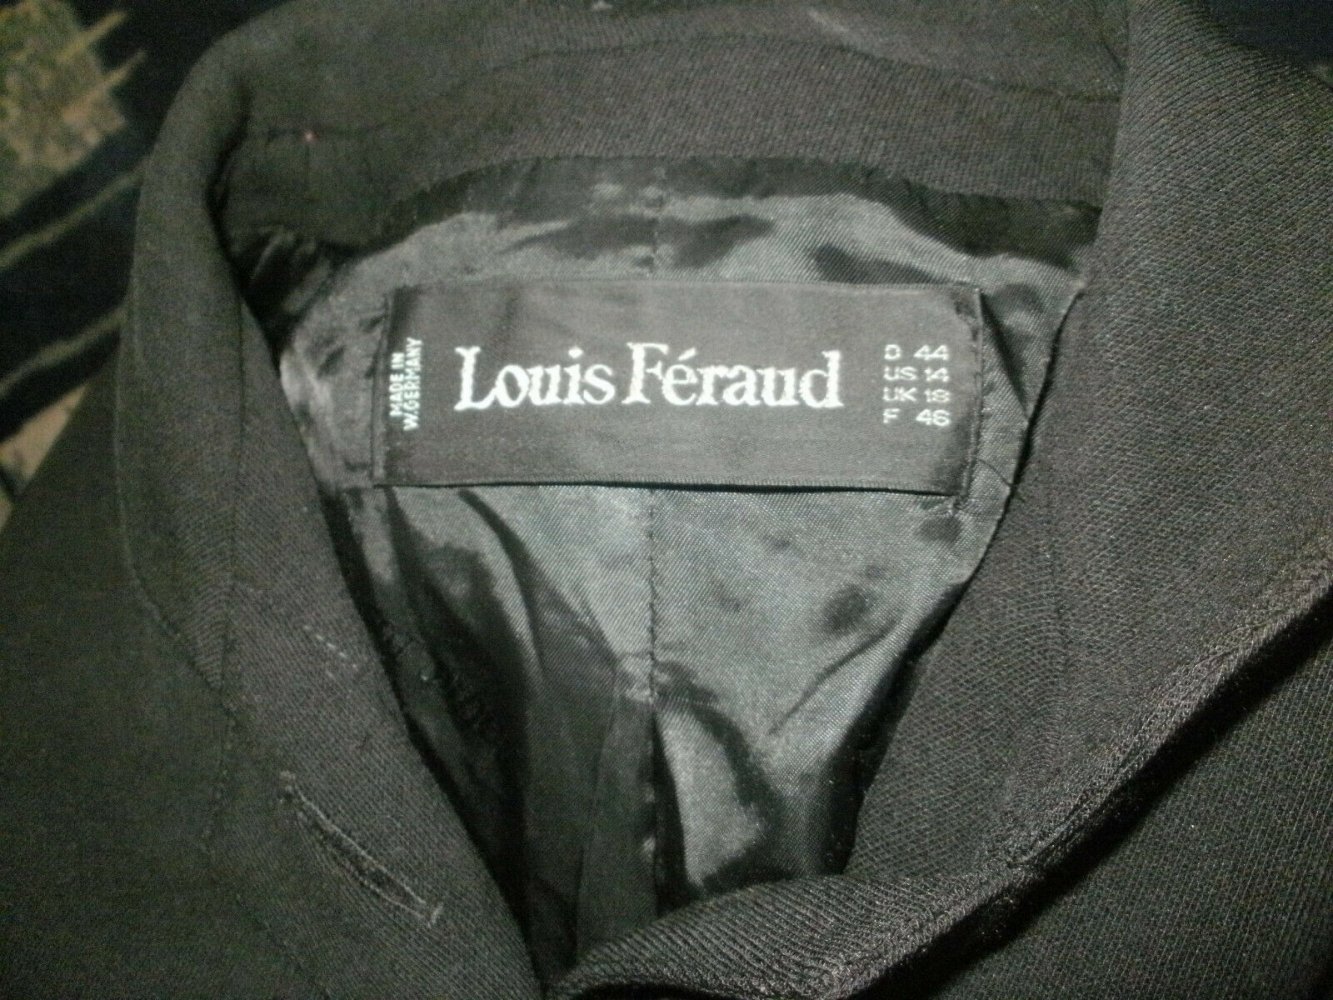 MADE IN
W.GERMANY
Louis Féraud
D 44
US 14
UK 18
F 46